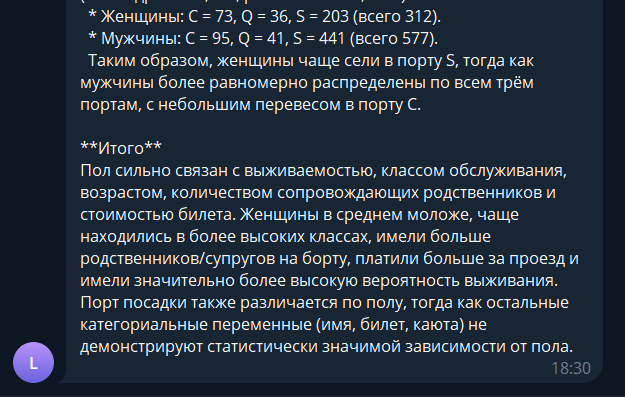 * Женщины: C = 73, Q = 36, S = 203 (всего 312).
* Мужчины: C = 95, Q = 41, S = 441 (всего 577).
Таким образом, женщины чаще сели в порту S, тогда как
мужчины более равномерно распределены по всем трём
портам, с небольшим перевесом в порту C.
**Итого**
Пол сильно связан с выживаемостью, классом обслуживания,
возрастом, количеством сопровождающих родственников и
стоимостью билета. Женщины в среднем моложе, чаще
находились в более высоких классах, имели больше
родственников/супругов на борту, платили больше за проезд и
имели значительно более высокую вероятность выживания.
Порт посадки также различается по полу, тогда как остальные
категориальные переменные (имя, билет, каюта) не
демонстрируют статистически значимой зависимости от пола.
18:30
L